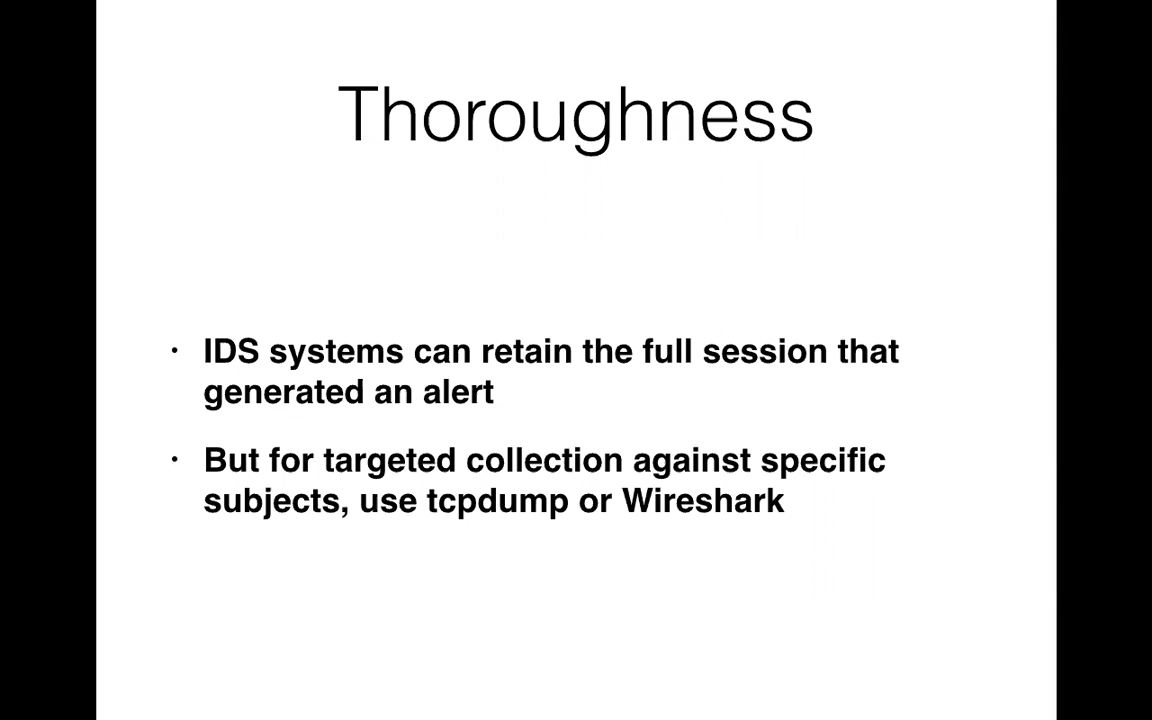 Thoroughness
• IDS systems can retain the full session that
generated an alert
• But for targeted collection against specific
subjects, use tcpdump or Wireshark